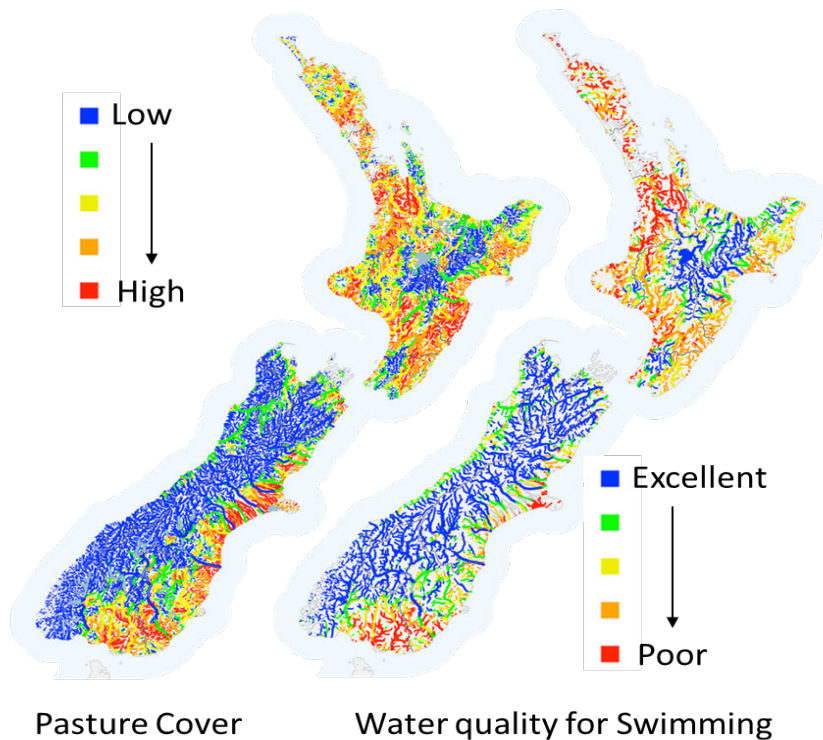 Low
High
Excellent
Poor
Pasture Cover
Water quality for Swimming